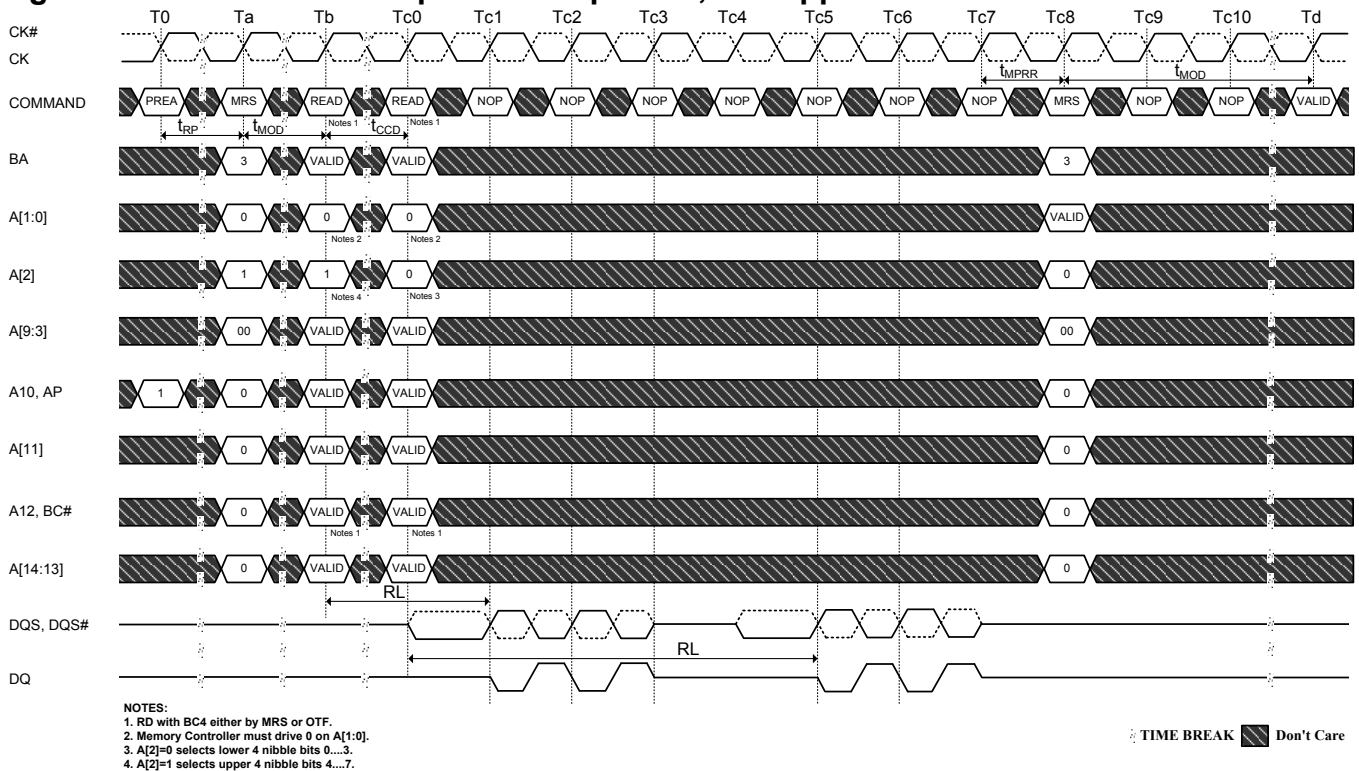 T0 Ta Tb Tc0 Tc1 Tc2 Tc3 Tc4 Tc5 Tc6 Tc7 Tc8 Tc9 Tc10 Td
CK#
CK
tMPRR tMOD
COMMAND PREA MRS READ READ NOP NOP NOP NOP NOP NOP NOP MRS NOP NOP VALID
Notes 1 Notes 1
tRP tMOD tCCD
BA 3 VALID VALID 3
A[1:0] 0 0 0 VALID
Notes 2 Notes 2
A[2] 1 1 0 0
Notes 4 Notes 3
A[9:3] 00 VALID VALID 00
A10, AP 1 0 VALID VALID 0
A[11] 0 VALID VALID 0
A12, BC# 0 VALID VALID 0
Notes 1 Notes 1
A[14:13] 0 VALID VALID 0
RL
DQS, DQS#
RL
DQ
NOTES:
1. RD with BC4 either by MRS or OTF.
2. Memory Controller must drive 0 on A[1:0].
3. A[2]=0 selects lower 4 nibble bits 0....3.
4. A[2]=1 selects upper 4 nibble bits 4....7.
TIME BREAK Don't Care